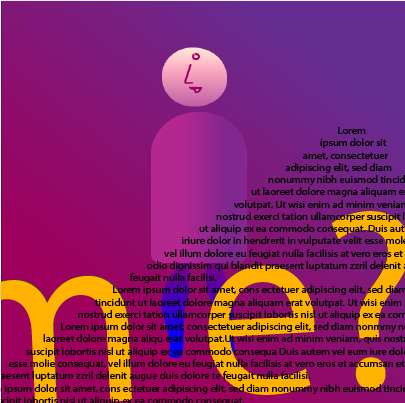 Lorem
ipsum dolor sit
amet, consectetuer
adipiscing elit, sed diam
nonummy nibh euismod tincid
ut laoreet dolore magna aliquam e
volutpat. Ut wisi enim ad minim veniam
nostrud exerci tation ullamcorper suscipit l
ut aliquip ex ea commodo consequat. Duis aut
iriure dolor in hendrerit in vulputate velit esse mole
vel illum dolore eu feugiat nulla facilisis at vero eros et
odio dignissim qui blandit praesent luptatum zzril delenit a
feugait nulla facilisi.
Lorem ipsum dolor sit amet, cons ectetuer adipiscing elit, sed diam
tincidunt ut laoreet dolore magna aliquam erat volutpat. Ut wisi enim
nostrud exerci tation ullamcorper suscipit lobortis nisl ut aliquip ex ea com
Lorem ipsum dolor sit amet, consectetuer adipiscing elit, sed diam nonmmy n
laoreet dolore magna aliqu erat volutpat.Ut wisi enim ad minim veniam, quis nostr
suscipit lobortis nisl ut aliquip ex ea commodo consequa Duis autem vel eum iure dolo
esse molie consequat, vel illum dolore eu feugiat nulla facilisis at vero eros et accumsan et
aesent luptatum zzril delenit augue duis dolore te feugait nulla facilisi.
ipsum dolor sit amet, cons ectetuer adipiscing elit, sed diam nonummy nibh euismod tincid
scipit lobortis nisl ut aliquip ex ea commodo consequat.